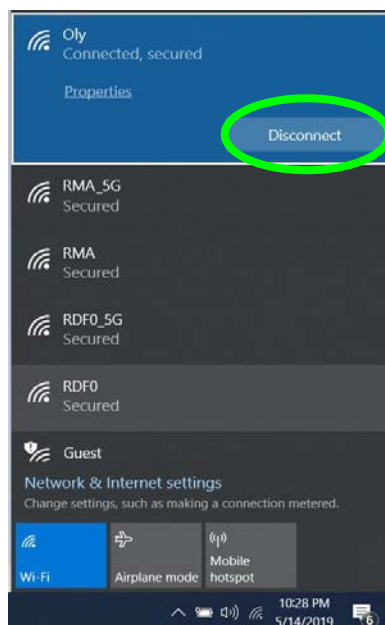 Oly
Connected, secured
Properties
Disconnect
RMA_5G
Secured
RMA
Secured
RDF0_5G
Secured
RDF0
Secured
Guest
Network & Internet settings
Change settings, such as making a connection metered.
Wi-Fi
Airplane mode
Mobile
hotspot
10:28 PM
5/14/2019
6